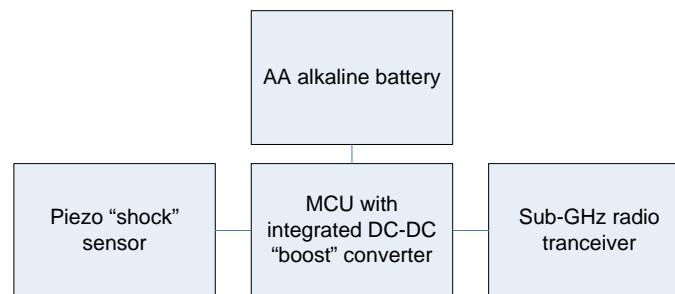 AA alkaline battery
Piezo “shock”
sensor
MCU with
integrated DC-DC
“boost” converter
Sub-GHz radio
tranceiver